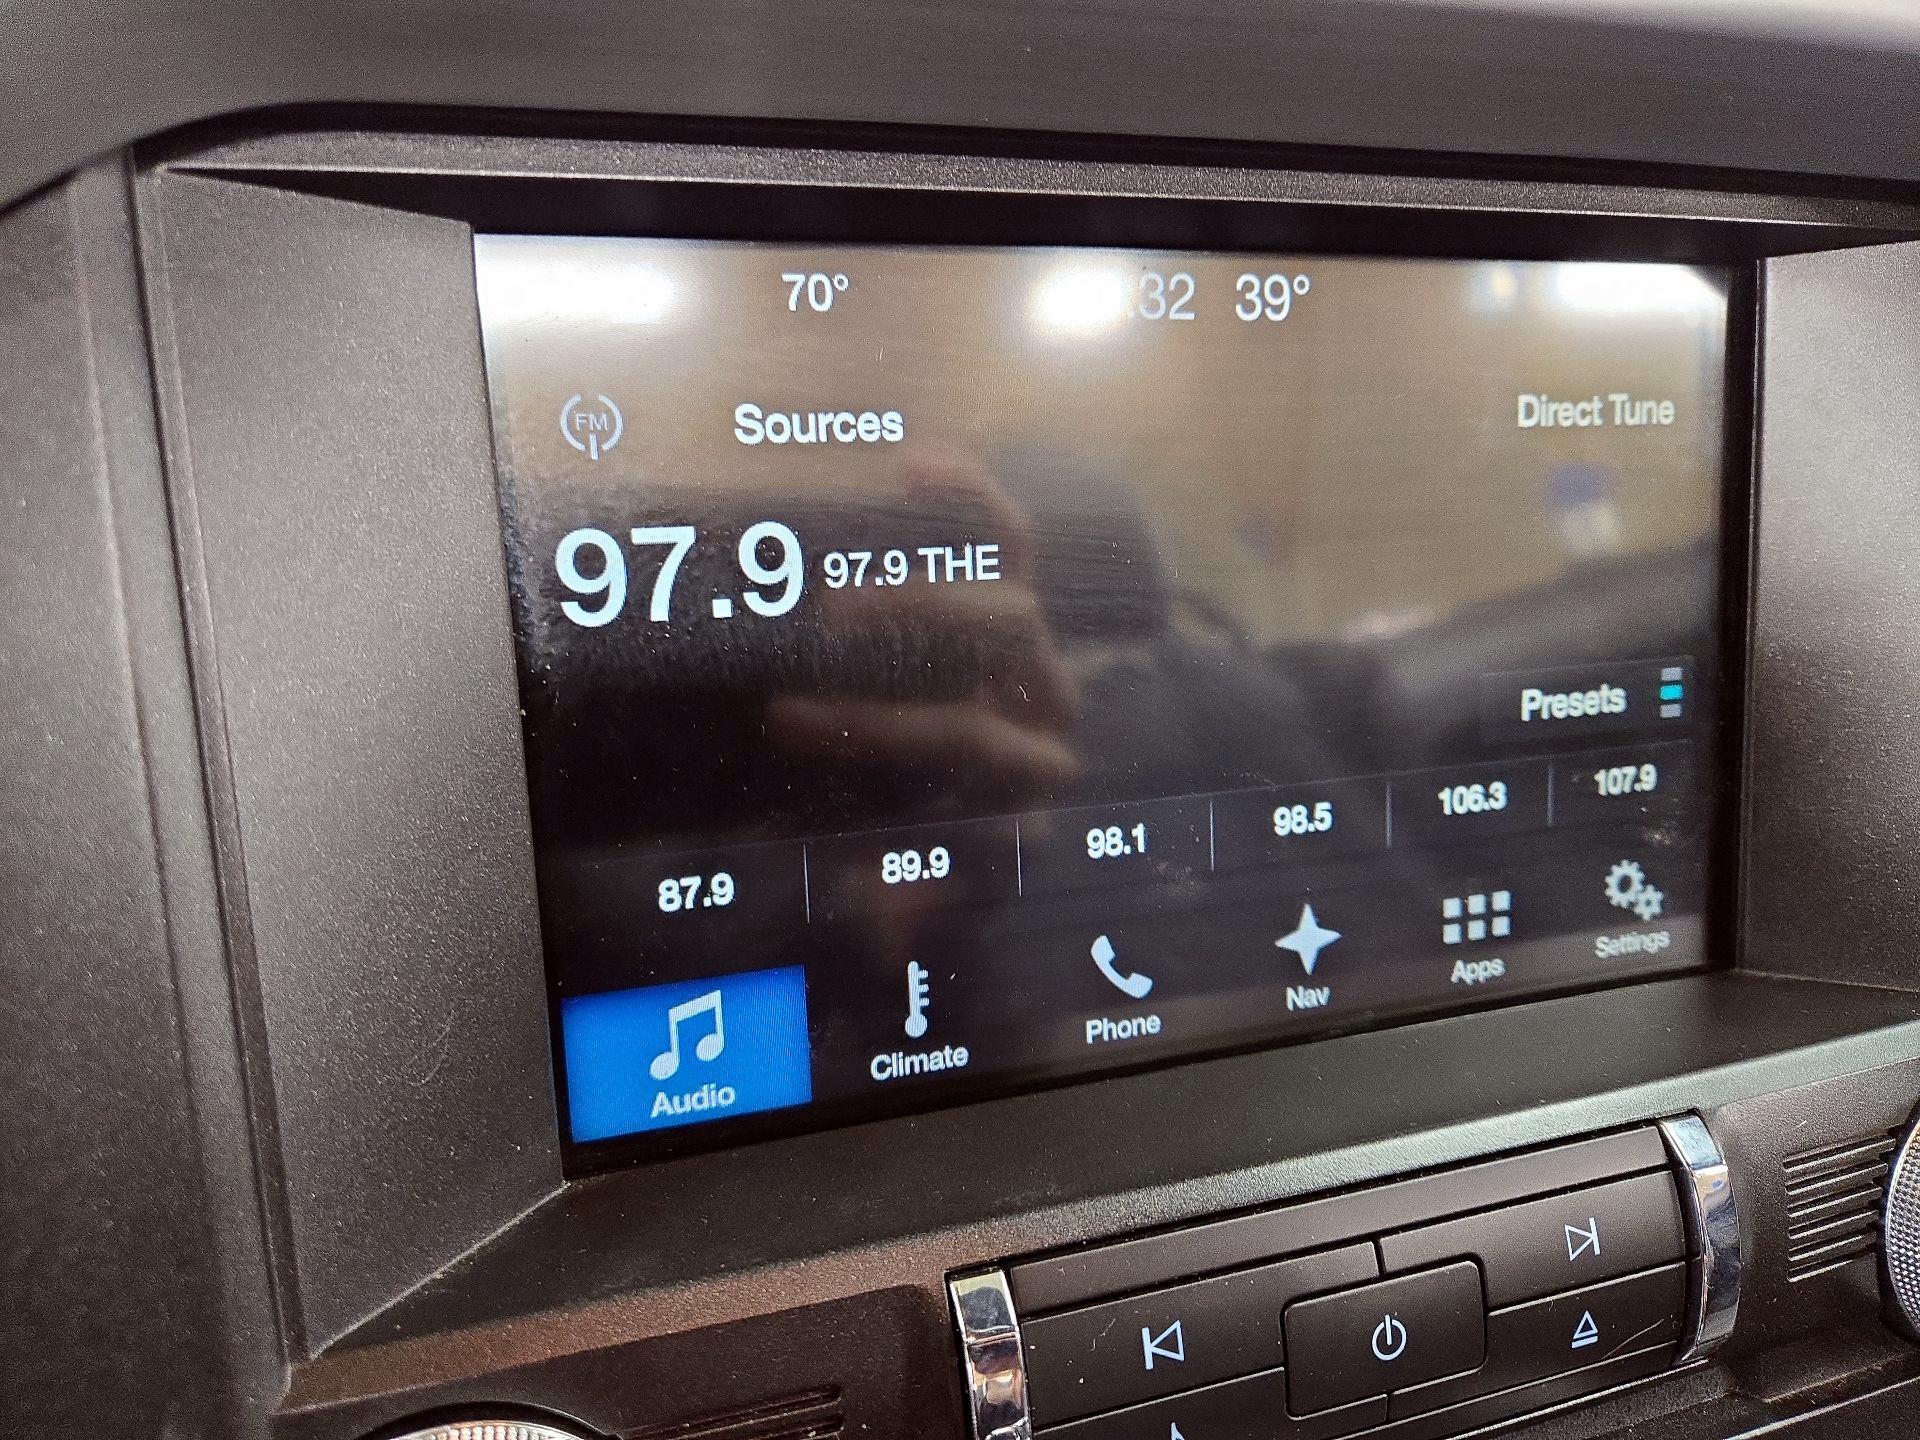 70° :32 39°
FM Sources Direct Tune
97.9 97.9 THE
Presets
87.9 89.9 98.1 98.5 106.3 107.9
Audio Climate Phone Nav Apps Settings